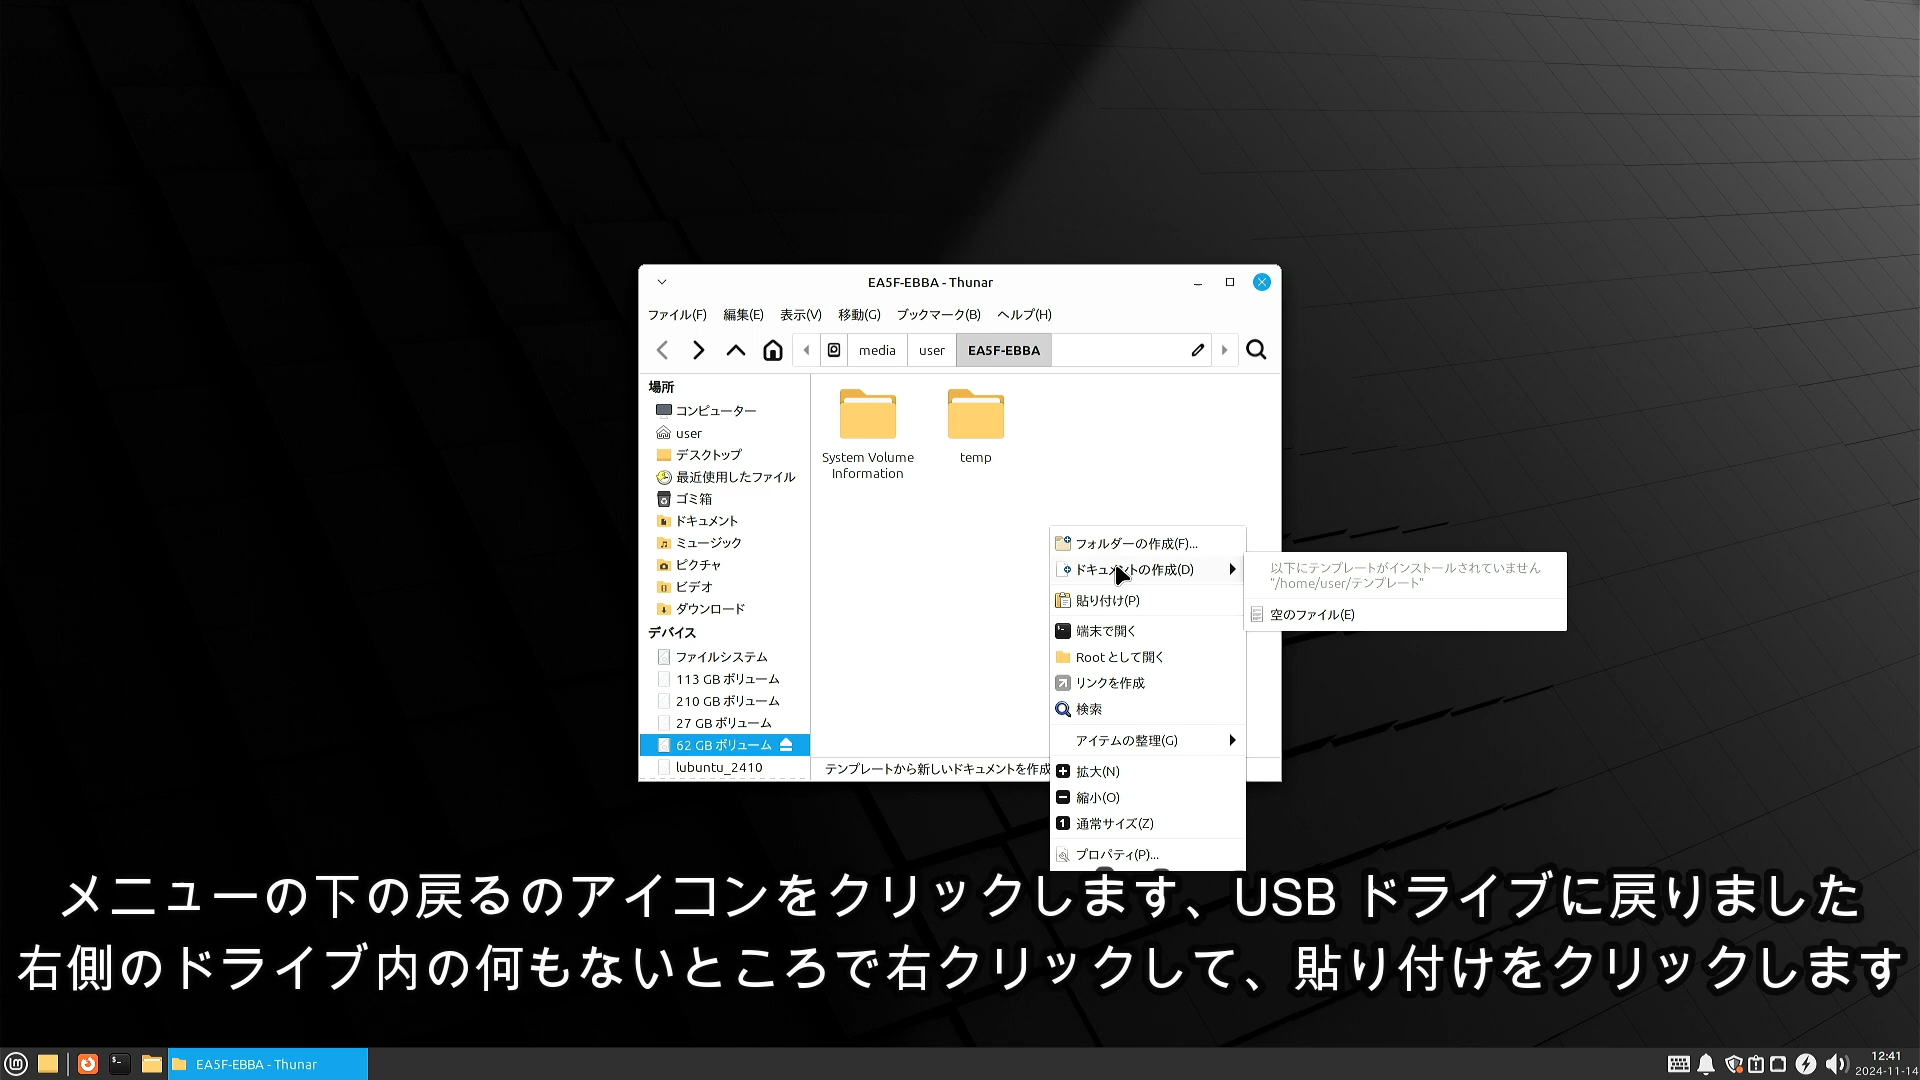 EA5F-EBBA - Thunar
ファイル(F) 編集(E) 表示(V) 移動(G) ブックマーク(B) ヘルプ(H)
media user EA5F-EBBA
場所
コンピューター
user
デスクトップ
最近使用したファイル
ゴミ箱
ドキュメント
ミュージック
ピクチャ
ビデオ
ダウンロード
デバイス
ファイルシステム
113 GB ボリューム
210 GB ボリューム
27 GB ボリューム
62 GB ボリューム
lubuntu_2410
System Volume
Information
temp
テンプレートから新しいドキュメントを作成
フォルダーの作成(F)...
ドキュメントの作成(D)
貼り付け(P)
端末で開く
Root として開く
リンクを作成
検索
アイテムの整理(G)
拡大(N)
縮小(O)
通常サイズ(Z)
プロパティ(P)...
以下にテンプレートがインストールされていません
"/home/user/テンプレート"
空のファイル(E)
メニューの下の戻るのアイコンをクリックします、USB ドライブに戻りました
右側のドライブ内の何もないところで右クリックして、貼り付けをクリックします
EA5F-EBBA - Thunar
12:41
2024-11-14